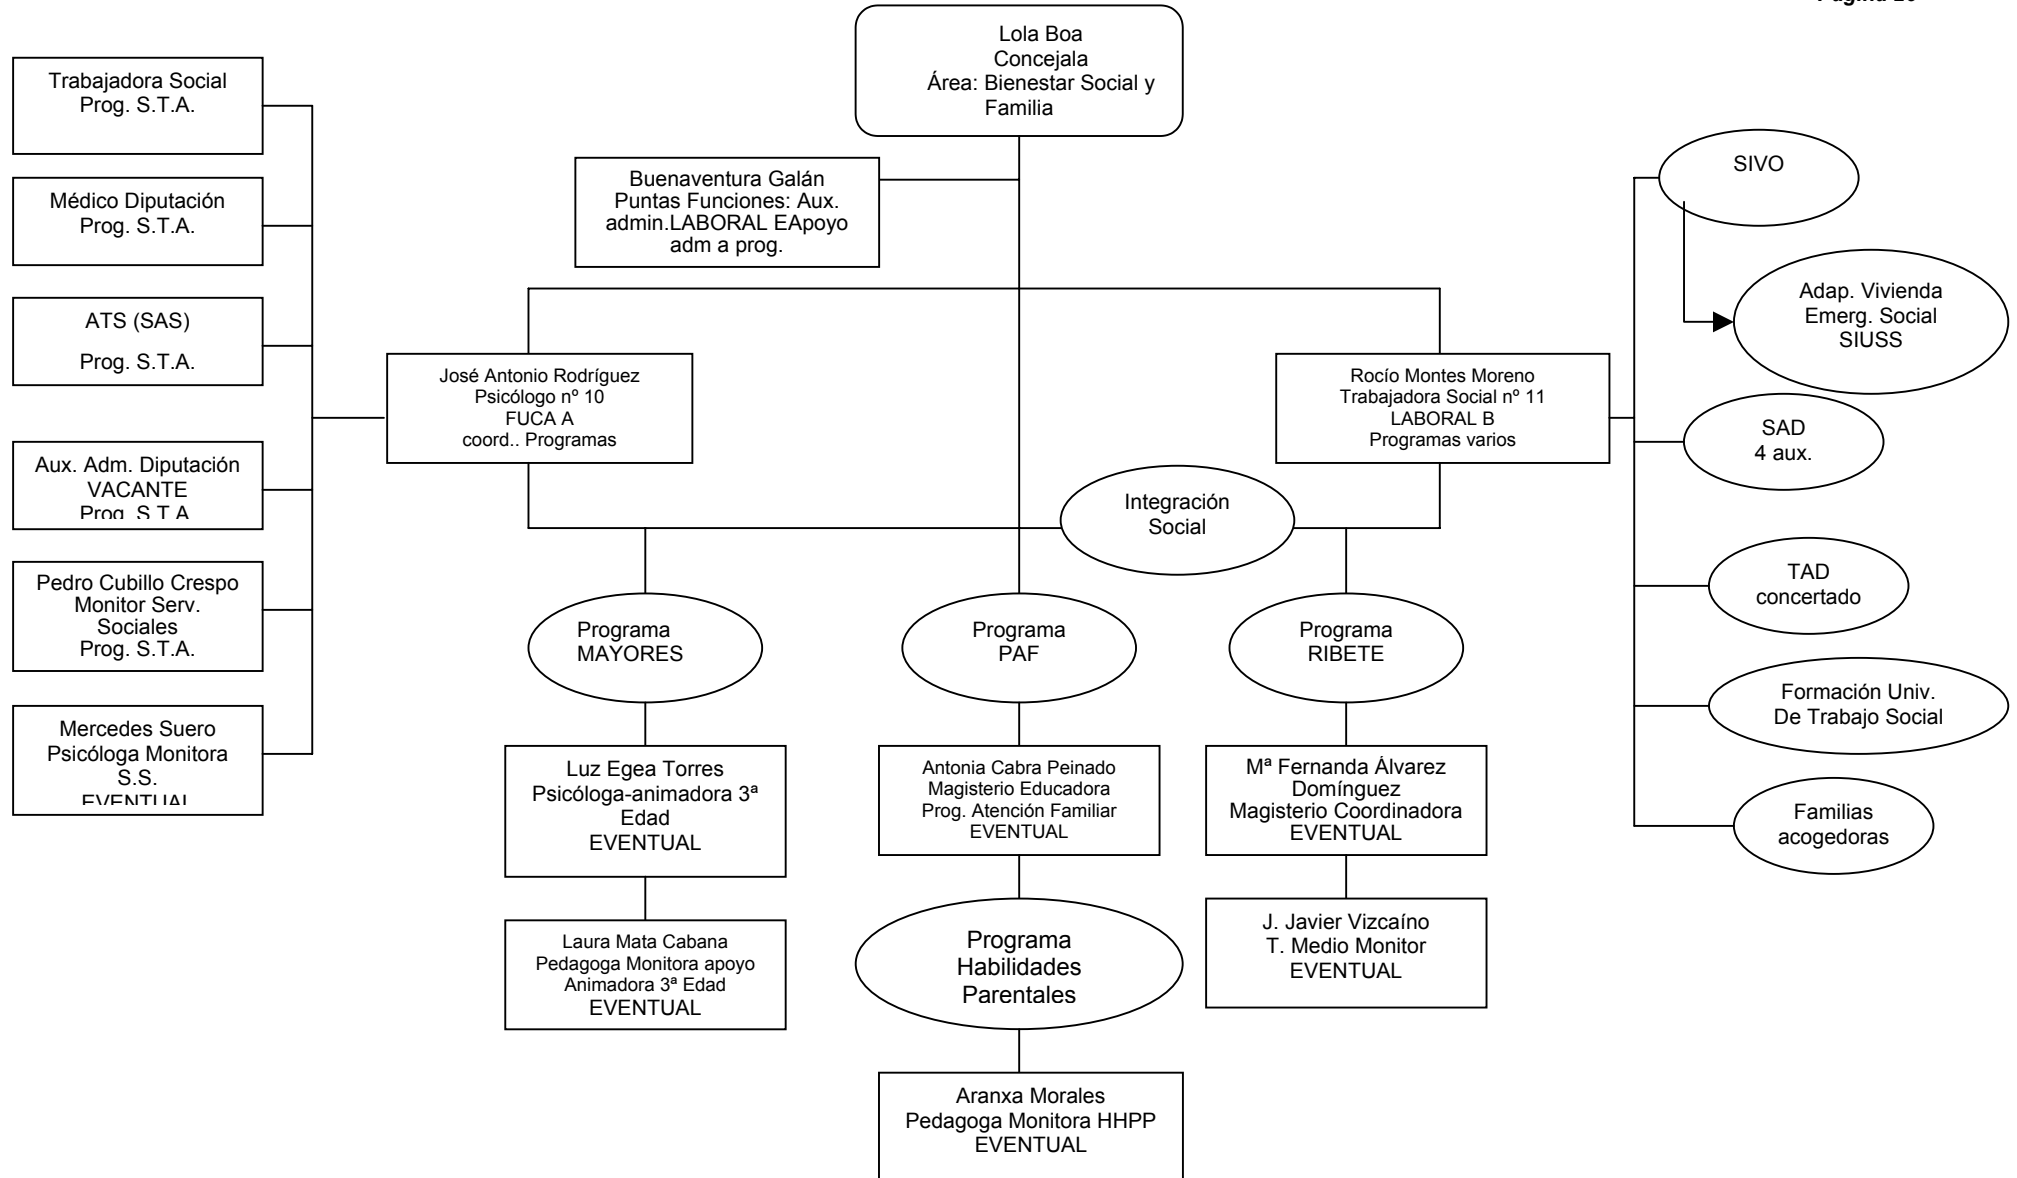 Lola Boa
Concejala
Área: Bienestar Social y
Familia
Trabajadora Social
Prog. S.T.A.
Médico Diputación
Prog. S.T.A.
ATS (SAS)
Prog. S.T.A.
Aux. Adm. Diputación
VACANTE
Prog. S.T.A.
Pedro Cubillo Crespo
Monitor Serv.
Sociales
Prog. S.T.A.
Mercedes Suero
Psicóloga Monitora
S.S.
EVENTUAL
Buenaventura Galán
Puntas Funciones: Aux.
admin.LABORAL EApoyo
adm a prog.
José Antonio Rodríguez
Psicólogo nº 10
FUCA A
coord.. Programas
Rocío Montes Moreno
Trabajadora Social nº 11
LABORAL B
Programas varios
Integración
Social
Programa
MAYORES
Programa
PAF
Programa
RIBETE
Luz Egea Torres
Psicóloga-animadora 3ª
Edad
EVENTUAL
Laura Mata Cabana
Pedagoga Monitora apoyo
Animadora 3ª Edad
EVENTUAL
Antonia Cabra Peinado
Magisterio Educadora
Prog. Atención Familiar
EVENTUAL
Programa
Habilidades
Parentales
Aranxa Morales
Pedagoga Monitora HHPP
EVENTUAL
Mª Fernanda Álvarez
Domínguez
Magisterio Coordinadora
EVENTUAL
J. Javier Vizcaíno
T. Medio Monitor
EVENTUAL
SIVO
Adap. Vivienda
Emerg. Social
SIUSS
SAD
4 aux.
TAD
concertado
Formación Univ.
De Trabajo Social
Familias
acogedoras